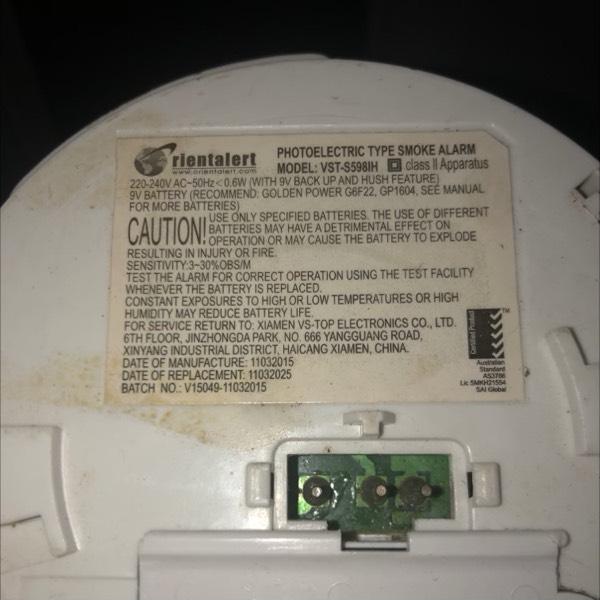 rientalert
www.orientalert.com
PHOTOELECTRIC TYPE SMOKE ALARM
MODEL: VST-S598IH class II Apparatus
220-240V AC~50Hz<0.6W (WITH 9V BACK UP AND HUSH FEATURE)
9V BATTERY (RECOMMEND: GOLDEN POWER G6F22, GP1604, SEE MANUAL
FOR MORE BATTERIES)
CAUTION!
USE ONLY SPECIFIED BATTERIES. THE USE OF DIFFERENT
BATTERIES MAY HAVE A DETRIMENTAL EFFECT ON
OPERATION OR MAY CAUSE THE BATTERY TO EXPLODE
RESULTING IN INJURY OR FIRE.
SENSITIVITY:3~30%OBS/M
TEST THE ALARM FOR CORRECT OPERATION USING THE TEST FACILITY
WHENEVER THE BATTERY IS REPLACED.
CONSTANT EXPOSURES TO HIGH OR LOW TEMPERATURES OR HIGH
HUMIDITY MAY REDUCE BATTERY LIFE.
FOR SERVICE RETURN TO: XIAMEN VS-TOP ELECTRONICS CO., LTD.
6TH FLOOR, JINZHONGDA PARK, NO. 666 YANGGUANG ROAD,
XINYANG INDUSTRIAL DISTRICT, HAICANG XIAMEN, CHINA.
DATE OF MANUFACTURE: 11032015
DATE OF REPLACEMENT: 11032025
BATCH NO.: V15049-11032015
Certified Product
TM
Australian
Standard
AS3786
Lic SMKH21554
SAI Global